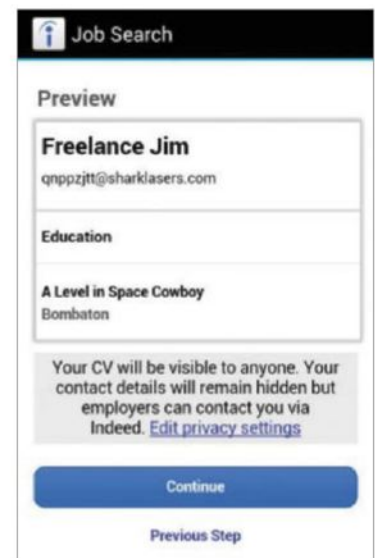 Job Search
Preview
Freelance Jim
qnppzjtt@sharklasers.com
Education
A Level in Space Cowboy
Bombaton
Your CV will be visible to anyone. Your
contact details will remain hidden but
employers can contact you via
Indeed. Edit privacy settings
Continue
Previous Step